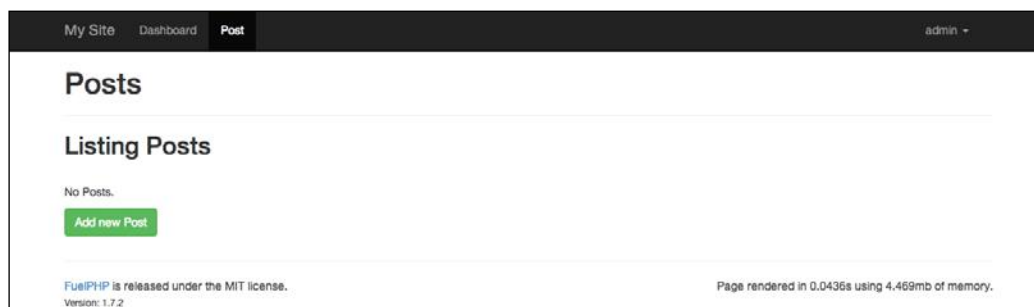 My Site Dashboard Post admin
Posts
Listing Posts
No Posts.
Add new Post
FuelPHP is released under the MIT license. Page rendered in 0.0436s using 4.469mb of memory.
Version: 1.7.2